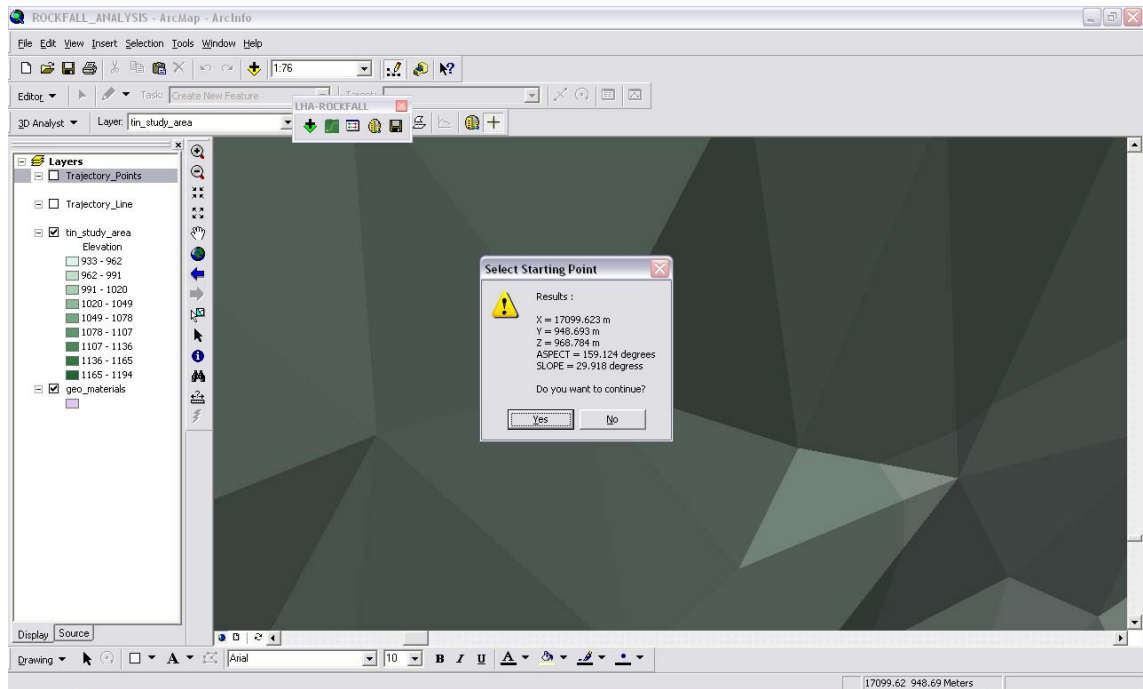 ROCKFALL_ANALYSIS - ArcMap - ArcInfo
File Edit View Insert Selection Tools Window Help
1:76
Editor Task: Create New Feature Target:
LHA-ROCKFALL
3D Analyst Layer: tin_study_area
Layers
Trajectory_Points
Trajectory_Line
tin_study_area
Elevation
933 - 962
962 - 991
991 - 1020
1020 - 1049
1049 - 1078
1078 - 1107
1107 - 1136
1136 - 1165
1165 - 1194
geo_materials
Select Starting Point
Results :
X = 17099.623 m
Y = 948.693 m
Z = 968.784 m
ASPECT = 159.124 degrees
SLOPE = 29.918 degress
Do you want to continue?
Yes No
Display Source
Drawing A Arial 10 B I U A
17099.62 948.69 Meters